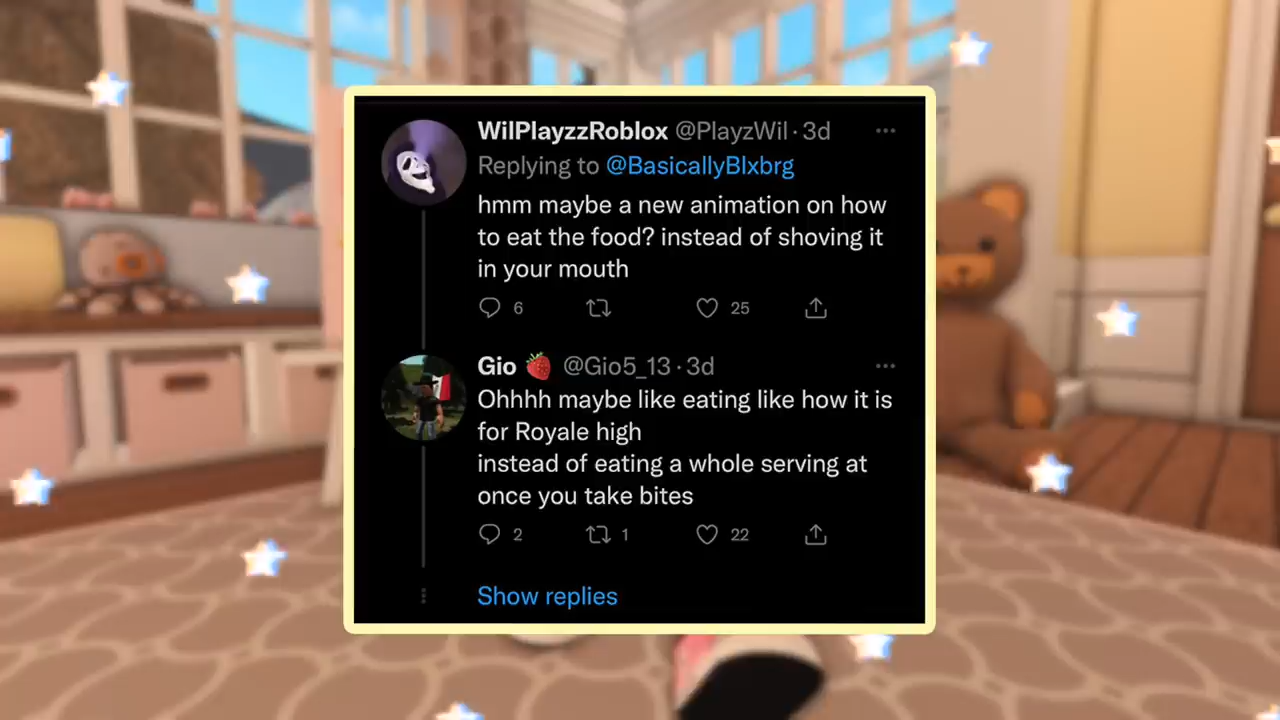 WilPlayzzRoblox @PlayzWil · 3d
Replying to @BasicallyBlxbrg
hmm maybe a new animation on how
to eat the food? instead of shoving it
in your mouth
6 25
Gio 🍓 @Gio5_13 · 3d
Ohhhh maybe like eating like how it is
for Royale high
instead of eating a whole serving at
once you take bites
2 1 22
Show replies